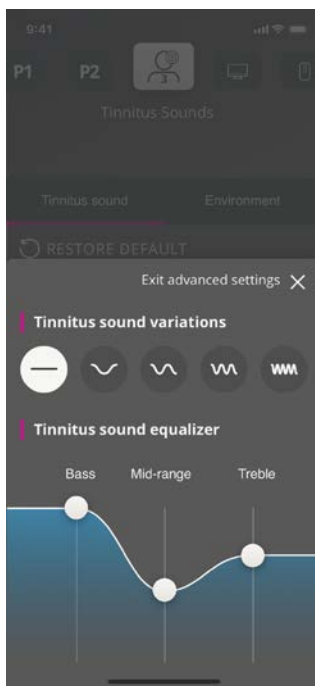 9:41
P1 P2 3
Tinnitus Sounds
Tinnitus sound Environment
RESTORE DEFAULT
Exit advanced settings
Tinnitus sound variations
Tinnitus sound equalizer
Bass Mid-range Treble